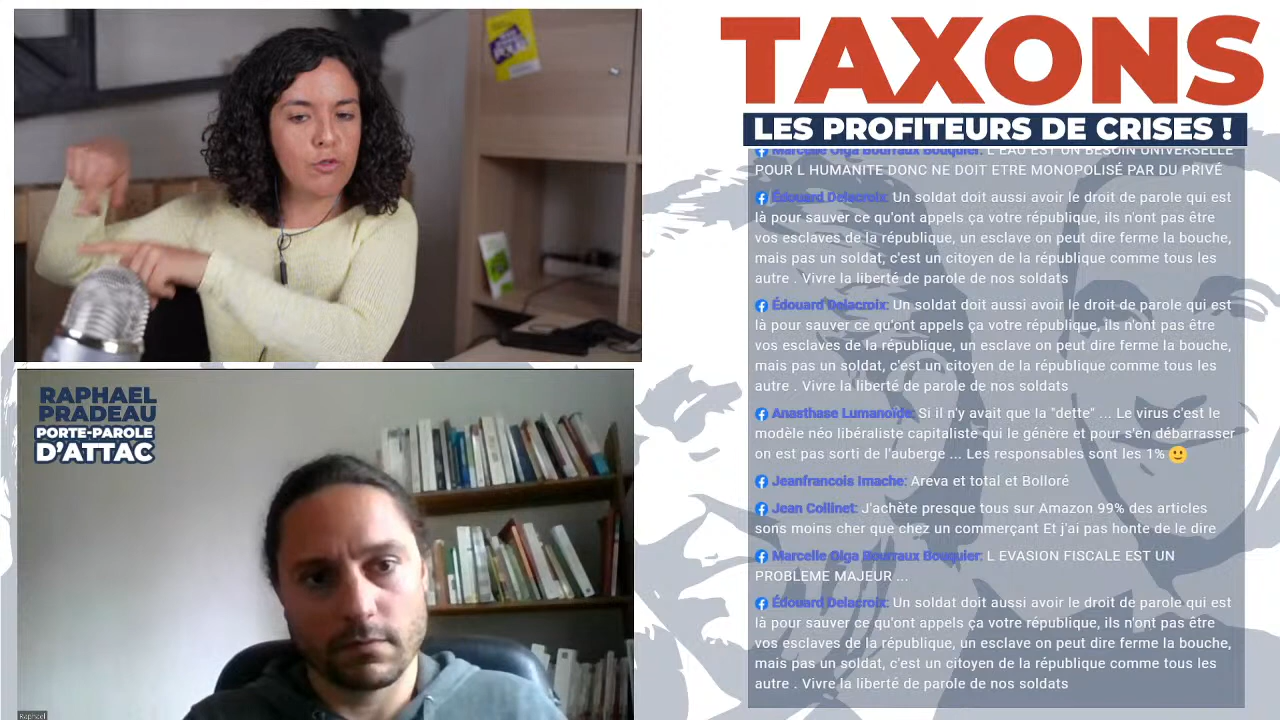 TAXONS
LES PROFITEURS DE CRISES !
Marcelle Olga Bourraux Bouquier: L EAU EST UN BESOIN UNIVERSELLE
POUR L HUMANITE DONC NE DOIT ETRE MONOPOLISÉ PAR DU PRIVÉ
Édouard Delacroix: Un soldat doit aussi avoir le droit de parole qui est
là pour sauver ce qu'ont appels ça votre république, ils n'ont pas être
vos esclaves de la république, un esclave on peut dire ferme la bouche,
mais pas un soldat, c'est un citoyen de la république comme tous les
autre . Vivre la liberté de parole de nos soldats
Édouard Delacroix: Un soldat doit aussi avoir le droit de parole qui est
là pour sauver ce qu'ont appels ça votre république, ils n'ont pas être
vos esclaves de la république, un esclave on peut dire ferme la bouche,
mais pas un soldat, c'est un citoyen de la république comme tous les
autre . Vivre la liberté de parole de nos soldats
Anasthase Lumanoïde: Si il n'y avait que la "dette" ... Le virus c'est le
modèle néo libéraliste capitaliste qui le génère et pour s'en débarrasser
on est pas sorti de l'auberge ... Les responsables sont les 1% 🙂
Jeanfrancois Imache: Areva et total et Bolloré
Jean Collinet: J'achète presque tous sur Amazon 99% des articles
sons moins cher que chez un commerçant Et j'ai pas honte de le dire
Marcelle Olga Bourraux Bouquier: L EVASION FISCALE EST UN
PROBLEME MAJEUR ...
Édouard Delacroix: Un soldat doit aussi avoir le droit de parole qui est
là pour sauver ce qu'ont appels ça votre république, ils n'ont pas être
vos esclaves de la république, un esclave on peut dire ferme la bouche,
mais pas un soldat, c'est un citoyen de la république comme tous les
autre . Vivre la liberté de parole de nos soldats
RAPHAEL
PRADEAU
PORTE-PAROLE
D'ATTAC
Raphael